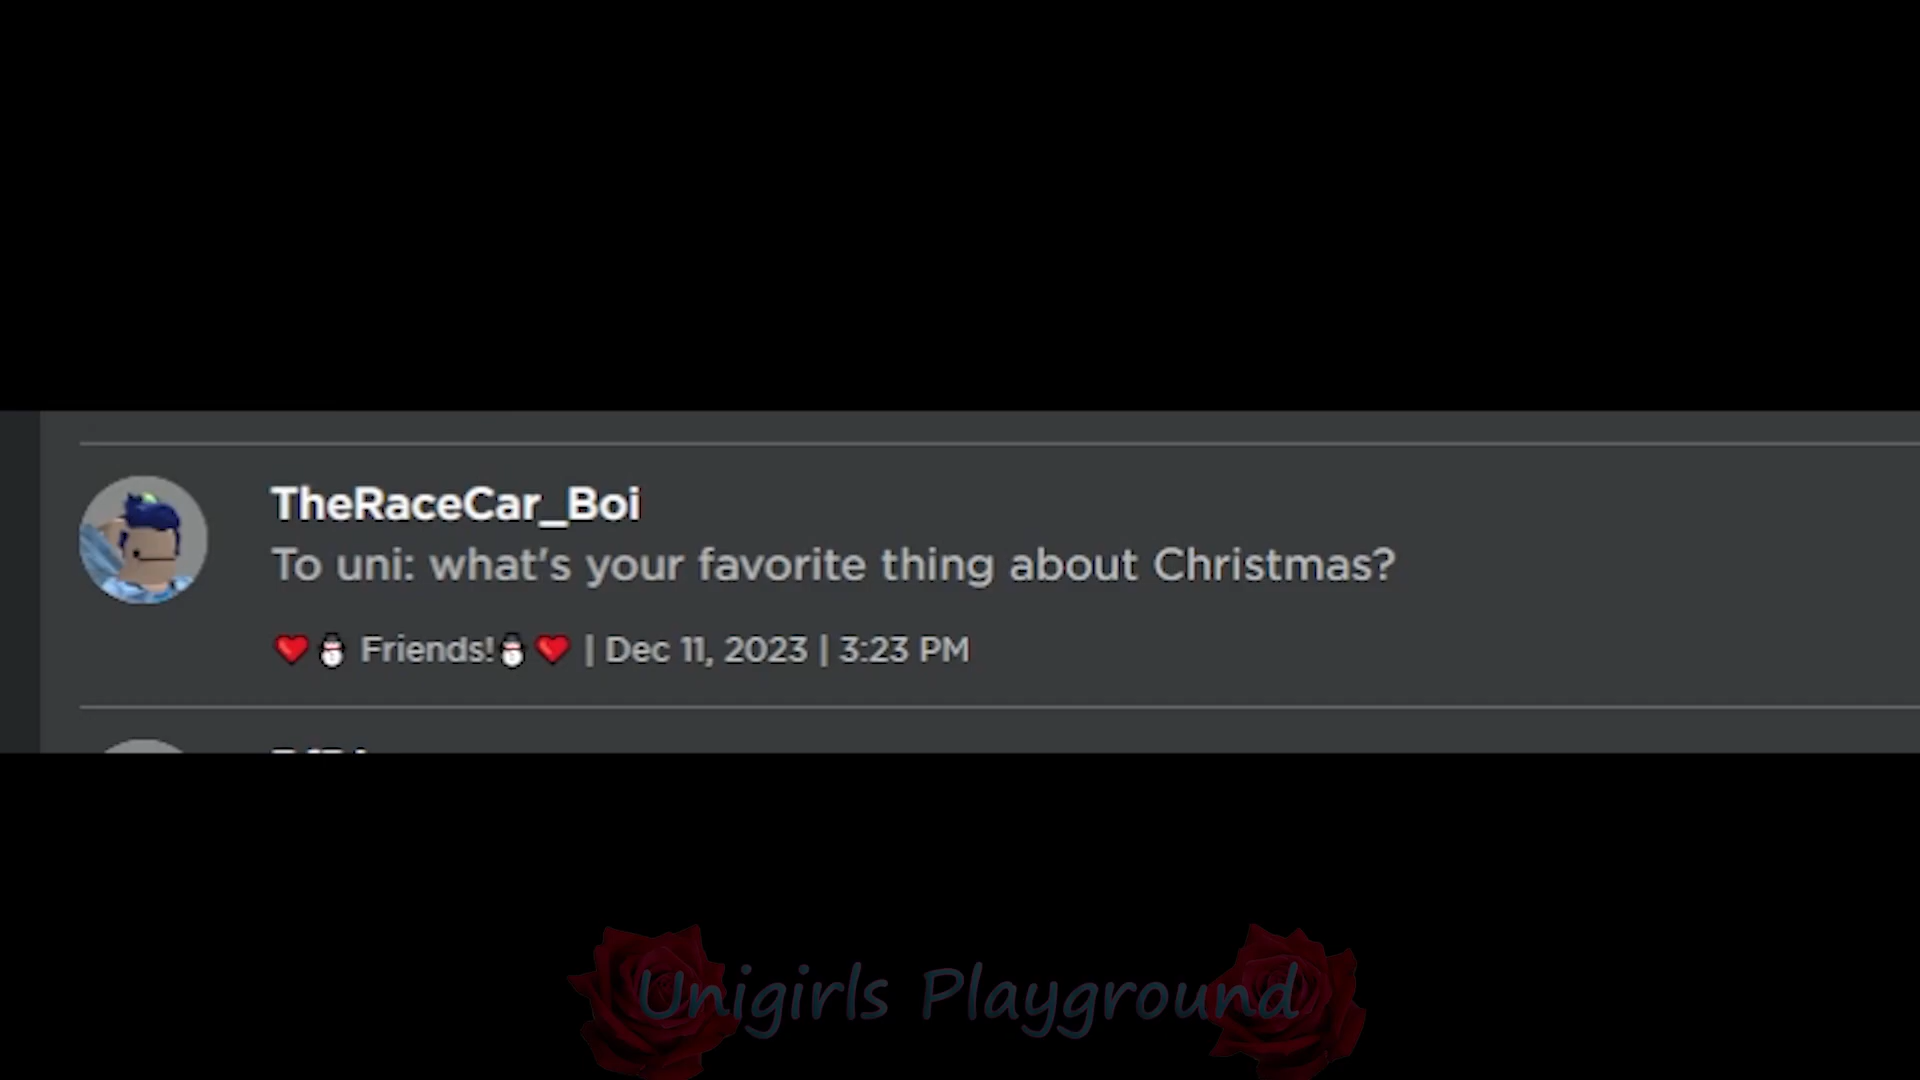 TheRaceCar_Boi
To uni: what's your favorite thing about Christmas?
❤️⛄ Friends!⛄❤️ | Dec 11, 2023 | 3:23 PM
Unigirls Playground